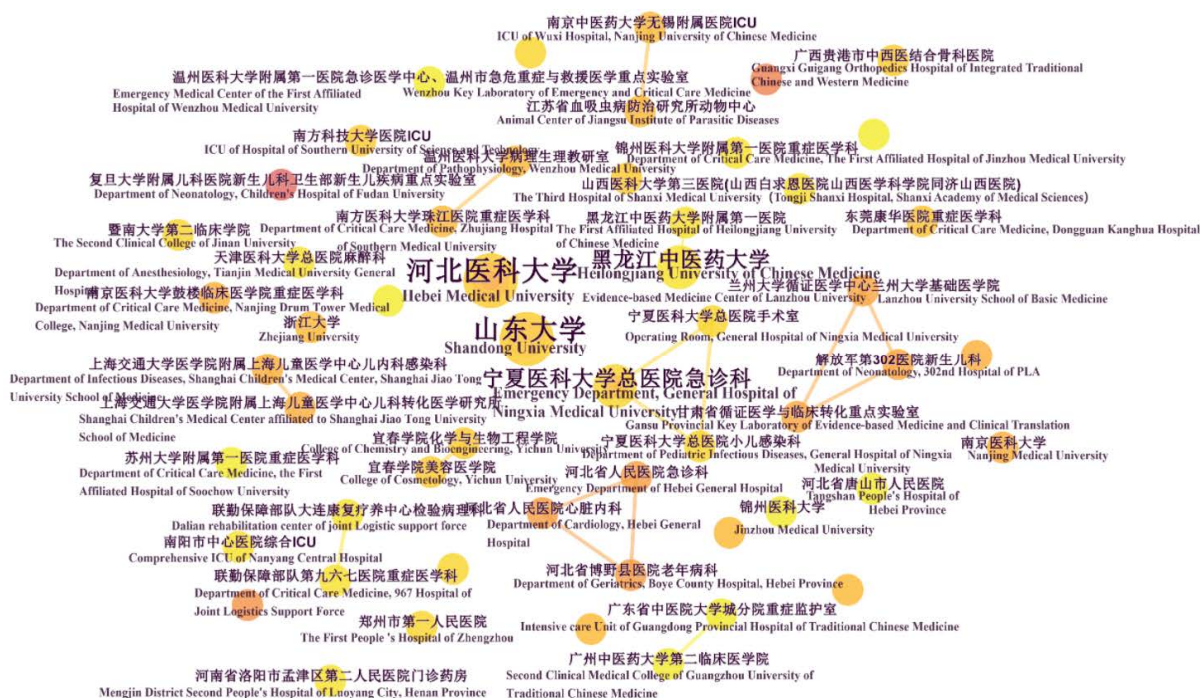 南京中医药大学无锡附属医院ICU
ICU of Wuxi Hospital, Nanjing University of Chinese Medicine
广西贵港市中西医结合骨科医院
Guangxi Guigang Orthopedics Hospital of Integrated Traditional
Chinese and Western Medicine
温州医科大学附属第一医院急诊医学中心、温州市急危重症与救援医学重点实验室
Emergency Medical Center of the First Affiliated
Hospital of Wenzhou Medical University
Wenzhou Key Laboratory of Emergency and Critical Care Medicine
江苏省血吸虫病防治研究所动物中心
Animal Center of Jiangsu Institute of Parasitic Diseases
南方科技大学医院ICU
ICU of Hospital of Southern University of Science and Technology
温州医科大学病理生理教研室
Department of Pathophysiology, Wenzhou Medical University
锦州医科大学附属第一医院重症医学科
Department of Critical Care Medicine, The First Affiliated Hospital of Jinzhou Medical University
复旦大学附属儿科医院新生儿科卫生部新生儿疾病重点实验室
Department of Neonatology, Children's Hospital of Fudan University
山西医科大学第三医院(山西白求恩医院山西医学科学院同济山西医院)
The Third Hospital of Shanxi Medical University (Tongji Shanxi Hospital, Shanxi Academy of Medical Sciences)
南方医科大学珠江医院重症医学科
Department of Critical Care Medicine, Zhujiang Hospital
of Southern Medical University
黑龙江中医药大学附属第一医院
The First Affiliated Hospital of Heilongjiang University
of Chinese Medicine
东莞康华医院重症医学科
Department of Critical Care Medicine, Dongguan Kanghua Hospital
暨南大学第二临床学院
The Second Clinical College of Jinan University
天津医科大学总医院麻醉科
Department of Anesthesiology, Tianjin Medical University General
Hospital
河北医科大学
Hebei Medical University
黑龙江中医药大学
Heilongjiang University of Chinese Medicine
兰州大学循证医学中心兰州大学基础医学院
Evidence-based Medicine Center of Lanzhou University
Lanzhou University School of Basic Medicine
南京医科大学鼓楼临床医学院重症医学科
Department of Critical Care Medicine, Nanjing Drum Tower Medical
College, Nanjing Medical University
浙江大学
Zhejiang University
山东大学
Shandong University
宁夏医科大学总医院手术室
Operating Room, General Hospital of Ningxia Medical University
解放军第302医院新生儿科
Department of Neonatology, 302nd Hospital of PLA
上海交通大学医学院附属上海儿童医学中心儿内科感染科
Department of Infectious Diseases, Shanghai Children's Medical Center, Shanghai Jiao Tong
University School of Medicine
宁夏医科大学总医院急诊科
Emergency Department, General Hospital of
Ningxia Medical University
上海交通大学医学院附属上海儿童医学中心儿科转化医学研究所
Shanghai Children's Medical Center affiliated to Shanghai Jiao Tong University
School of Medicine
甘肃省循证医学与临床转化重点实验室
Gansu Provincial Key Laboratory of Evidence-based Medicine and Clinical Translation
宜春学院化学与生物工程学院
College of Chemistry and Bioengineering, Yichun University
宁夏医科大学总医院小儿感染科
Department of Pediatric Infectious Diseases, General Hospital of Ningxia
Medical University
南京医科大学
Nanjing Medical University
苏州大学附属第一医院重症医学科
Department of Critical Care Medicine, the First
Affiliated Hospital of Soochow University
宜春学院美容医学院
College of Cosmetology, Yichun University
河北省人民医院急诊科
Emergency Department of Hebei General Hospital
河北省唐山市人民医院
Tangshan People's Hospital of
Hebei Province
联勤保障部队大连康复疗养中心检验病理科
Dalian rehabilitation center of joint Logistic support force
河北省人民医院心脏内科
Department of Cardiology, Hebei General
Hospital
锦州医科大学
Jinzhou Medical University
南阳市中心医院综合ICU
Comprehensive ICU of Nanyang Central Hospital
联勤保障部队第九六七医院重症医学科
Department of Critical Care Medicine, 967 Hospital of
Joint Logistics Support Force
河北省博野县医院老年病科
Department of Geriatrics, Boye County Hospital, Hebei Province
郑州市第一人民医院
The First People 's Hospital of Zhengzhou
广东省中医院大学城分院重症监护室
Intensive care Unit of Guangdong Provincial Hospital of Traditional Chinese Medicine
广州中医药大学第二临床医学院
Second Clinical Medical College of Guangzhou University of
Traditional Chinese Medicine
河南省洛阳市孟津区第二人民医院门诊药房
Mengjin District Second People's Hospital of Luoyang City, Henan Province